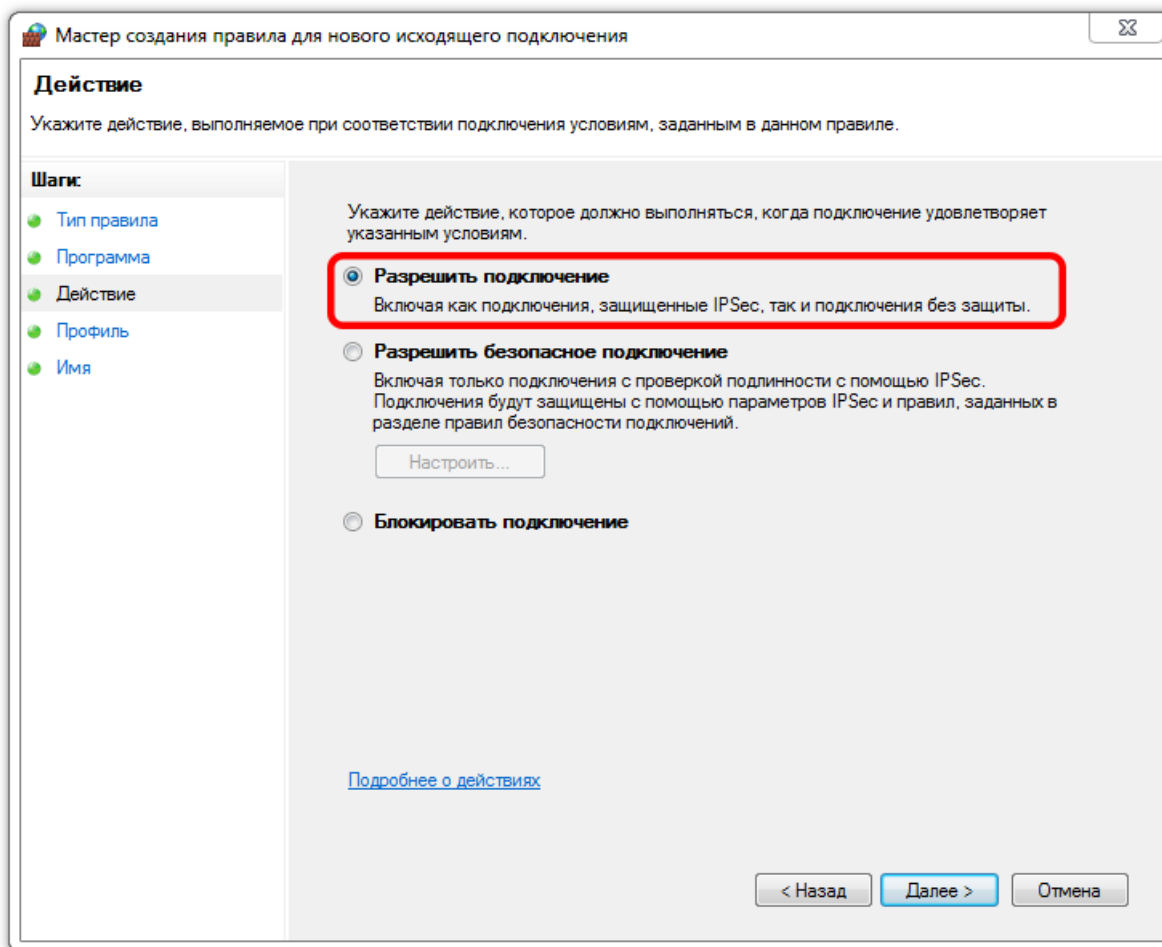 Мастер создания правила для нового исходящего подключения
Действие
Укажите действие, выполняемое при соответствии подключения условиям, заданным в данном правиле.
Шаги:
Тип правила
Программа
Действие
Профиль
Имя
Укажите действие, которое должно выполняться, когда подключение удовлетворяет
указанным условиям.
Разрешить подключение
Включая как подключения, защищенные IPSec, так и подключения без защиты.
Разрешить безопасное подключение
Включая только подключения с проверкой подлинности с помощью IPSec.
Подключения будут защищены с помощью параметров IPSec и правил, заданных в
разделе правил безопасности подключений.
Настроить...
Блокировать подключение
Подробнее о действиях
< Назад
Далее >
Отмена